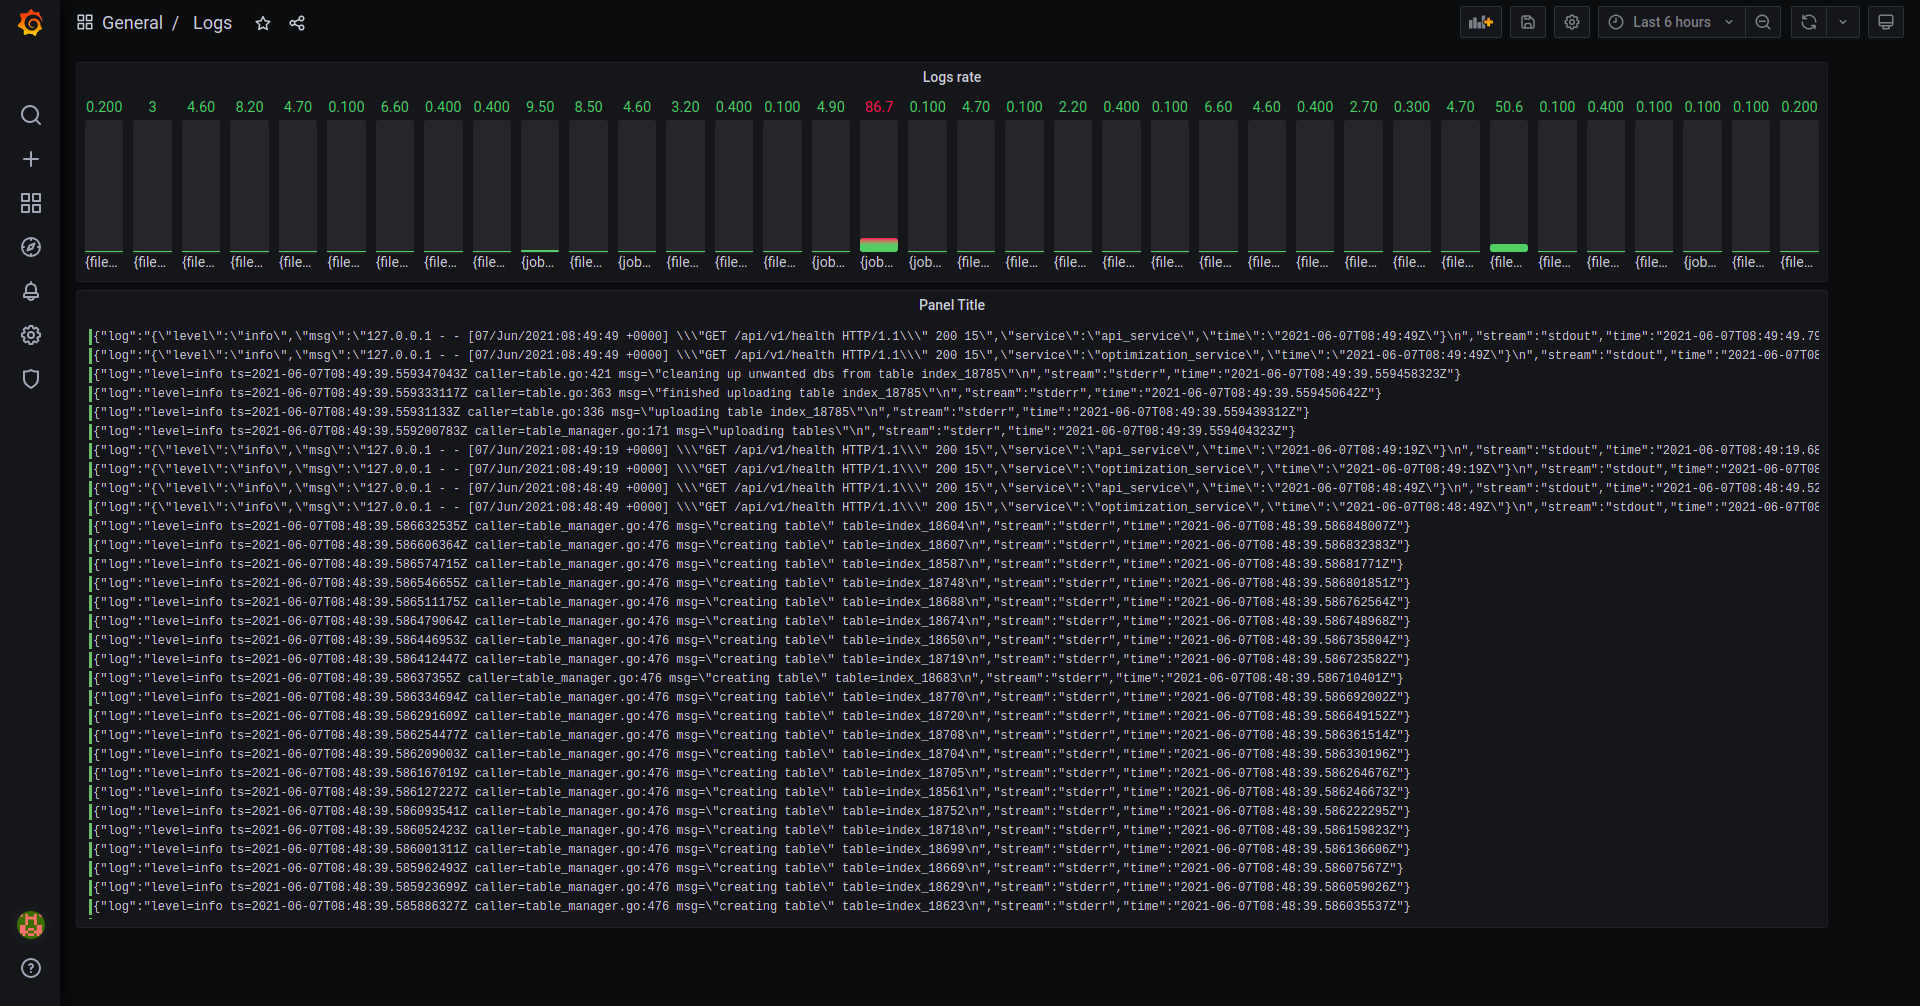 General / Logs
Last 6 hours
Logs rate
0.200 3 4.60 8.20 4.70 0.100 6.60 0.400 0.400 9.50 8.50 4.60 3.20 0.400 0.100 4.90 86.7 0.100 4.70 0.100 2.20 0.400 0.100 6.60 4.60 0.400 2.70 0.300 4.70 50.6 0.100 0.400 0.100 0.100 0.100 0.200
{file... {file... {file... {file... {file... {file... {file... {file... {file... {job... {file... {job... {file... {file... {file... {job... {job... {job... {file... {file... {file... {file... {file... {file... {file... {file... {file... {file... {file... {file... {file... {file... {file... {job... {file... {file...
Panel Title
{"log":"{\"level\":\"info\",\"msg\":\"127.0.0.1 - - [07/Jun/2021:08:49:49 +0000] \\\"GET /api/v1/health HTTP/1.1\\\" 200 15\",\"service\":\"api_service\",\"time\":\"2021-06-07T08:49:49Z\"}\n","stream":"stdout","time":"2021-06-07T08:49:49.79
{"log":"{\"level\":\"info\",\"msg\":\"127.0.0.1 - - [07/Jun/2021:08:49:49 +0000] \\\"GET /api/v1/health HTTP/1.1\\\" 200 15\",\"service\":\"optimization_service\",\"time\":\"2021-06-07T08:49:49Z\"}\n","stream":"stdout","time":"2021-06-07T08
{"log":"level=info ts=2021-06-07T08:49:39.559347043Z caller=table.go:421 msg=\"cleaning up unwanted dbs from table index_18785\"\n","stream":"stderr","time":"2021-06-07T08:49:39.559458323Z"}
{"log":"level=info ts=2021-06-07T08:49:39.559333117Z caller=table.go:363 msg=\"finished uploading table index_18785\"\n","stream":"stderr","time":"2021-06-07T08:49:39.559450642Z"}
{"log":"level=info ts=2021-06-07T08:49:39.55931133Z caller=table.go:336 msg=\"uploading table index_18785\"\n","stream":"stderr","time":"2021-06-07T08:49:39.559439312Z"}
{"log":"level=info ts=2021-06-07T08:49:39.559200783Z caller=table_manager.go:171 msg=\"uploading tables\"\n","stream":"stderr","time":"2021-06-07T08:49:39.559404323Z"}
{"log":"{\"level\":\"info\",\"msg\":\"127.0.0.1 - - [07/Jun/2021:08:49:19 +0000] \\\"GET /api/v1/health HTTP/1.1\\\" 200 15\",\"service\":\"api_service\",\"time\":\"2021-06-07T08:49:19Z\"}\n","stream":"stdout","time":"2021-06-07T08:49:19.68
{"log":"{\"level\":\"info\",\"msg\":\"127.0.0.1 - - [07/Jun/2021:08:49:19 +0000] \\\"GET /api/v1/health HTTP/1.1\\\" 200 15\",\"service\":\"optimization_service\",\"time\":\"2021-06-07T08:49:19Z\"}\n","stream":"stdout","time":"2021-06-07T08
{"log":"{\"level\":\"info\",\"msg\":\"127.0.0.1 - - [07/Jun/2021:08:48:49 +0000] \\\"GET /api/v1/health HTTP/1.1\\\" 200 15\",\"service\":\"api_service\",\"time\":\"2021-06-07T08:48:49Z\"}\n","stream":"stdout","time":"2021-06-07T08:48:49.52
{"log":"{\"level\":\"info\",\"msg\":\"127.0.0.1 - - [07/Jun/2021:08:48:49 +0000] \\\"GET /api/v1/health HTTP/1.1\\\" 200 15\",\"service\":\"optimization_service\",\"time\":\"2021-06-07T08:48:49Z\"}\n","stream":"stdout","time":"2021-06-07T08
{"log":"level=info ts=2021-06-07T08:48:39.586632535Z caller=table_manager.go:476 msg=\"creating table\" table=index_18604\n","stream":"stderr","time":"2021-06-07T08:48:39.586848007Z"}
{"log":"level=info ts=2021-06-07T08:48:39.586606364Z caller=table_manager.go:476 msg=\"creating table\" table=index_18607\n","stream":"stderr","time":"2021-06-07T08:48:39.586832383Z"}
{"log":"level=info ts=2021-06-07T08:48:39.586574715Z caller=table_manager.go:476 msg=\"creating table\" table=index_18587\n","stream":"stderr","time":"2021-06-07T08:48:39.58681771Z"}
{"log":"level=info ts=2021-06-07T08:48:39.586546655Z caller=table_manager.go:476 msg=\"creating table\" table=index_18748\n","stream":"stderr","time":"2021-06-07T08:48:39.586801851Z"}
{"log":"level=info ts=2021-06-07T08:48:39.586511175Z caller=table_manager.go:476 msg=\"creating table\" table=index_18688\n","stream":"stderr","time":"2021-06-07T08:48:39.586762564Z"}
{"log":"level=info ts=2021-06-07T08:48:39.586479064Z caller=table_manager.go:476 msg=\"creating table\" table=index_18674\n","stream":"stderr","time":"2021-06-07T08:48:39.586748968Z"}
{"log":"level=info ts=2021-06-07T08:48:39.586446953Z caller=table_manager.go:476 msg=\"creating table\" table=index_18650\n","stream":"stderr","time":"2021-06-07T08:48:39.586735804Z"}
{"log":"level=info ts=2021-06-07T08:48:39.586412447Z caller=table_manager.go:476 msg=\"creating table\" table=index_18719\n","stream":"stderr","time":"2021-06-07T08:48:39.586723582Z"}
{"log":"level=info ts=2021-06-07T08:48:39.58637355Z caller=table_manager.go:476 msg=\"creating table\" table=index_18683\n","stream":"stderr","time":"2021-06-07T08:48:39.586710401Z"}
{"log":"level=info ts=2021-06-07T08:48:39.586334694Z caller=table_manager.go:476 msg=\"creating table\" table=index_18770\n","stream":"stderr","time":"2021-06-07T08:48:39.586692002Z"}
{"log":"level=info ts=2021-06-07T08:48:39.586291609Z caller=table_manager.go:476 msg=\"creating table\" table=index_18720\n","stream":"stderr","time":"2021-06-07T08:48:39.586649152Z"}
{"log":"level=info ts=2021-06-07T08:48:39.586254477Z caller=table_manager.go:476 msg=\"creating table\" table=index_18708\n","stream":"stderr","time":"2021-06-07T08:48:39.586361514Z"}
{"log":"level=info ts=2021-06-07T08:48:39.586209003Z caller=table_manager.go:476 msg=\"creating table\" table=index_18704\n","stream":"stderr","time":"2021-06-07T08:48:39.586330196Z"}
{"log":"level=info ts=2021-06-07T08:48:39.586167019Z caller=table_manager.go:476 msg=\"creating table\" table=index_18705\n","stream":"stderr","time":"2021-06-07T08:48:39.586264676Z"}
{"log":"level=info ts=2021-06-07T08:48:39.586127227Z caller=table_manager.go:476 msg=\"creating table\" table=index_18561\n","stream":"stderr","time":"2021-06-07T08:48:39.586246673Z"}
{"log":"level=info ts=2021-06-07T08:48:39.586093541Z caller=table_manager.go:476 msg=\"creating table\" table=index_18752\n","stream":"stderr","time":"2021-06-07T08:48:39.586222295Z"}
{"log":"level=info ts=2021-06-07T08:48:39.586052423Z caller=table_manager.go:476 msg=\"creating table\" table=index_18718\n","stream":"stderr","time":"2021-06-07T08:48:39.586159823Z"}
{"log":"level=info ts=2021-06-07T08:48:39.586001311Z caller=table_manager.go:476 msg=\"creating table\" table=index_18699\n","stream":"stderr","time":"2021-06-07T08:48:39.586136606Z"}
{"log":"level=info ts=2021-06-07T08:48:39.585962493Z caller=table_manager.go:476 msg=\"creating table\" table=index_18669\n","stream":"stderr","time":"2021-06-07T08:48:39.58607567Z"}
{"log":"level=info ts=2021-06-07T08:48:39.585923699Z caller=table_manager.go:476 msg=\"creating table\" table=index_18629\n","stream":"stderr","time":"2021-06-07T08:48:39.586059026Z"}
{"log":"level=info ts=2021-06-07T08:48:39.585886327Z caller=table_manager.go:476 msg=\"creating table\" table=index_18623\n","stream":"stderr","time":"2021-06-07T08:48:39.586035537Z"}